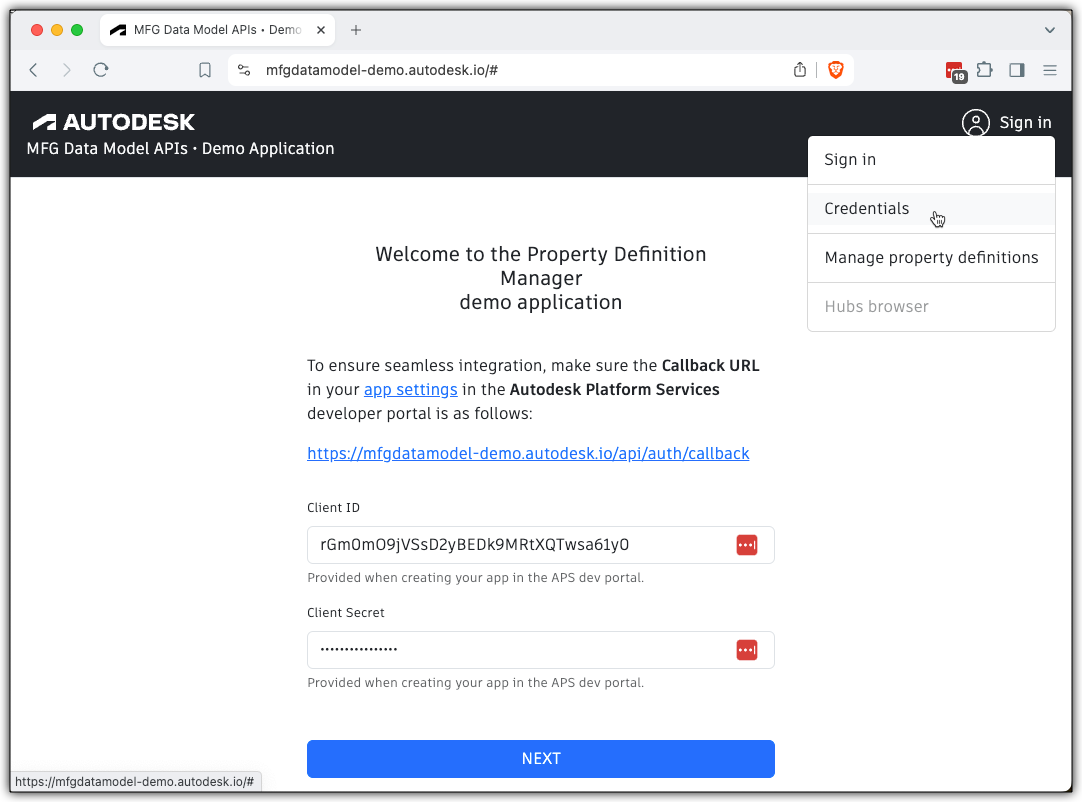 MFG Data Model APIs • Demo
mfgdatamodel-demo.autodesk.io/#
19
AUTODESK
MFG Data Model APIs • Demo Application
Sign in
Sign in
Credentials
Manage property definitions
Hubs browser
Welcome to the Property Definition
Manager
demo application
To ensure seamless integration, make sure the Callback URL
in your app settings in the Autodesk Platform Services
developer portal is as follows:
https://mfgdatamodel-demo.autodesk.io/api/auth/callback
Client ID
rGm0mO9jVSsD2yBEDk9MRtXQTwsa61y0
Provided when creating your app in the APS dev portal.
Client Secret
••••••••••••••••
Provided when creating your app in the APS dev portal.
NEXT
https://mfgdatamodel-demo.autodesk.io/#